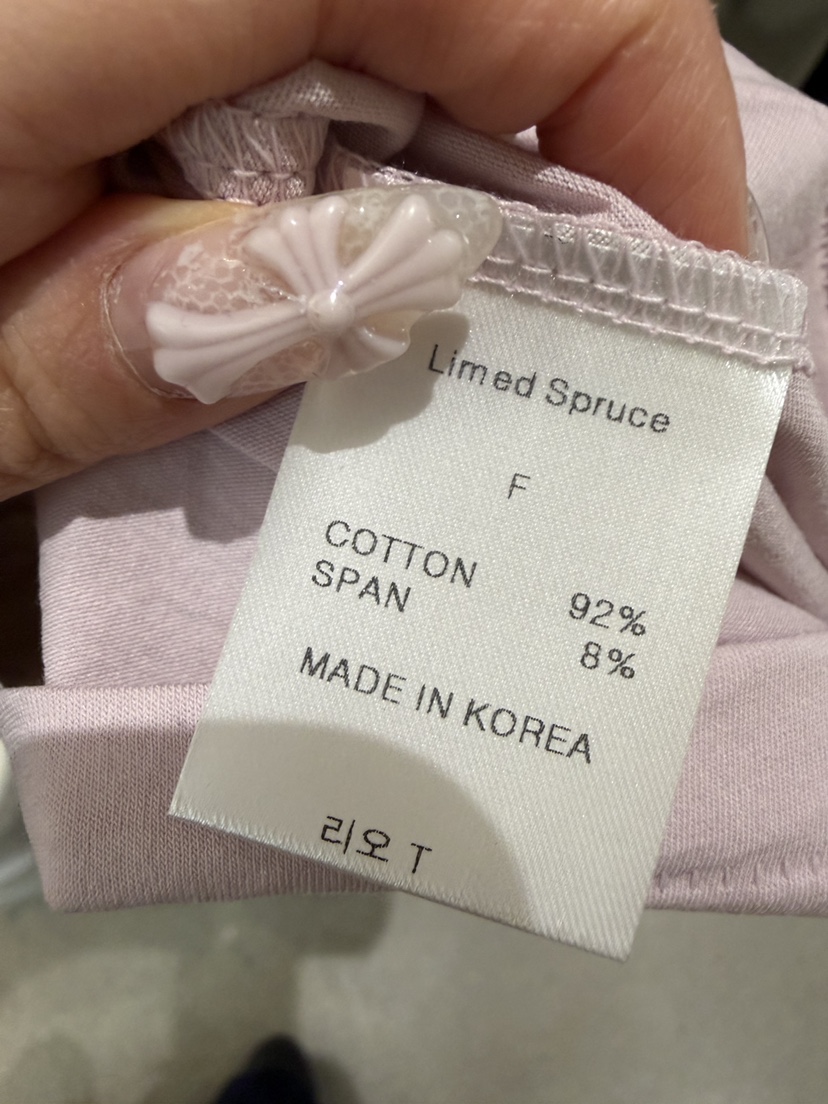 Limed Spruce
F
COTTON 92%
SPAN 8%
MADE IN KOREA
리오 T